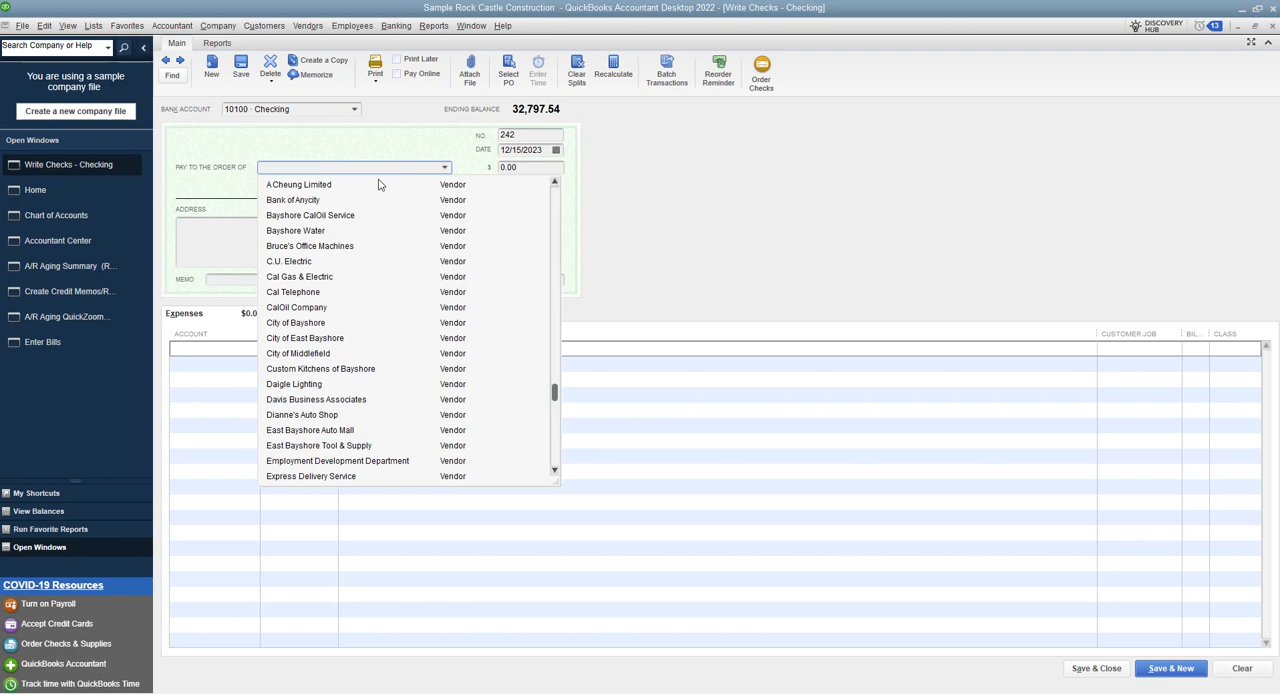 Sample Rock Castle Construction - QuickBooks Accountant Desktop 2022 - [Write Checks - Checking]
File Edit View Lists Favorites Accountant Company Customers Vendors Employees Banking Reports Window Help
DISCOVERY HUB 13
Search Company or Help
Main Reports
Find New Save Delete Create a Copy Memorize Print Print Later Pay Online Attach File Select PO Enter Time Clear Splits Recalculate Batch Transactions Reorder Reminder Order Checks
You are using a sample company file
Create a new company file
Open Windows
Write Checks - Checking
Home
Chart of Accounts
Accountant Center
A/R Aging Summary (R...
Create Credit Memos/R...
A/R Aging QuickZoom...
Enter Bills
My Shortcuts
View Balances
Run Favorite Reports
Open Windows
COVID-19 Resources
Turn on Payroll
Accept Credit Cards
Order Checks & Supplies
QuickBooks Accountant
Track time with QuickBooks Time
BANK ACCOUNT 10100 · Checking ENDING BALANCE 32,797.54
NO. 242
DATE 12/15/2023
PAY TO THE ORDER OF $ 0.00
ADDRESS
MEMO
A Cheung Limited Vendor
Bank of Anycity Vendor
Bayshore CalOil Service Vendor
Bayshore Water Vendor
Bruce's Office Machines Vendor
C.U. Electric Vendor
Cal Gas & Electric Vendor
Cal Telephone Vendor
CalOil Company Vendor
City of Bayshore Vendor
City of East Bayshore Vendor
City of Middlefield Vendor
Custom Kitchens of Bayshore Vendor
Daigle Lighting Vendor
Davis Business Associates Vendor
Dianne's Auto Shop Vendor
East Bayshore Auto Mall Vendor
East Bayshore Tool & Supply Vendor
Employment Development Department Vendor
Express Delivery Service Vendor
Expenses $0.0
ACCOUNT CUSTOMER:JOB BIL... CLASS
Save & Close Save & New Clear